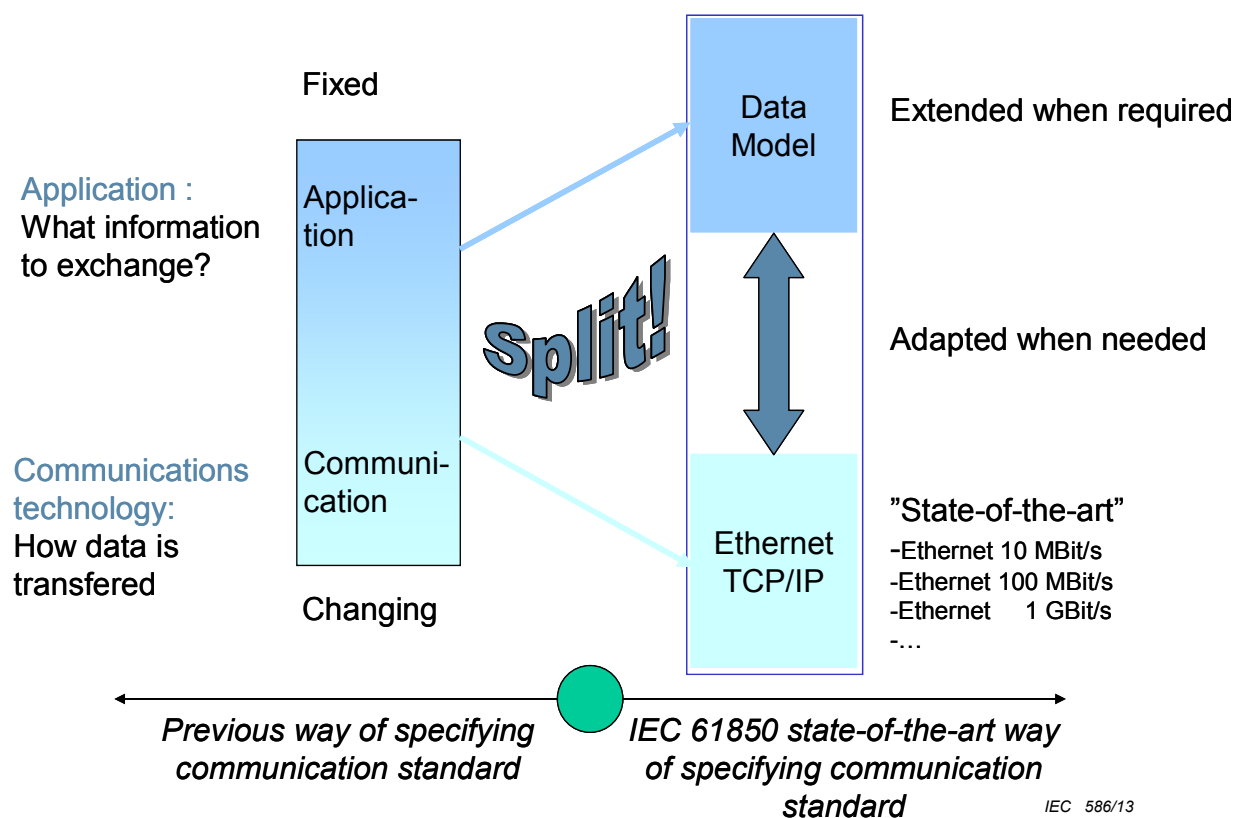 Fixed
Application :
What information
to exchange?
Applica-
tion
Communications
technology:
How data is
transfered
Communi-
cation
Changing
Split!
Data
Model
Ethernet
TCP/IP
Extended when required
Adapted when needed
”State-of-the-art”
-Ethernet 10 MBit/s
-Ethernet 100 MBit/s
-Ethernet 1 GBit/s
-...
Previous way of specifying
communication standard
IEC 61850 state-of-the-art way
of specifying communication
standard
IEC 586/13